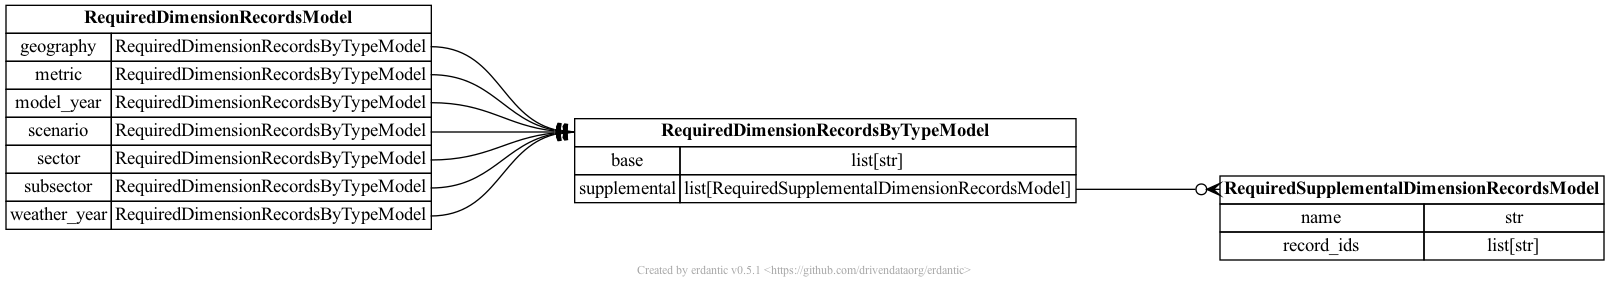 RequiredDimensionRecordsModel
geography RequiredDimensionRecordsByTypeModel
metric RequiredDimensionRecordsByTypeModel
model_year RequiredDimensionRecordsByTypeModel
scenario RequiredDimensionRecordsByTypeModel
sector RequiredDimensionRecordsByTypeModel
subsector RequiredDimensionRecordsByTypeModel
weather_year RequiredDimensionRecordsByTypeModel
RequiredDimensionRecordsByTypeModel
base list[str]
supplemental list[RequiredSupplementalDimensionRecordsModel]
RequiredSupplementalDimensionRecordsModel
name str
record_ids list[str]
Created by erdantic v0.5.1 <https://github.com/drivendataorg/erdantic>